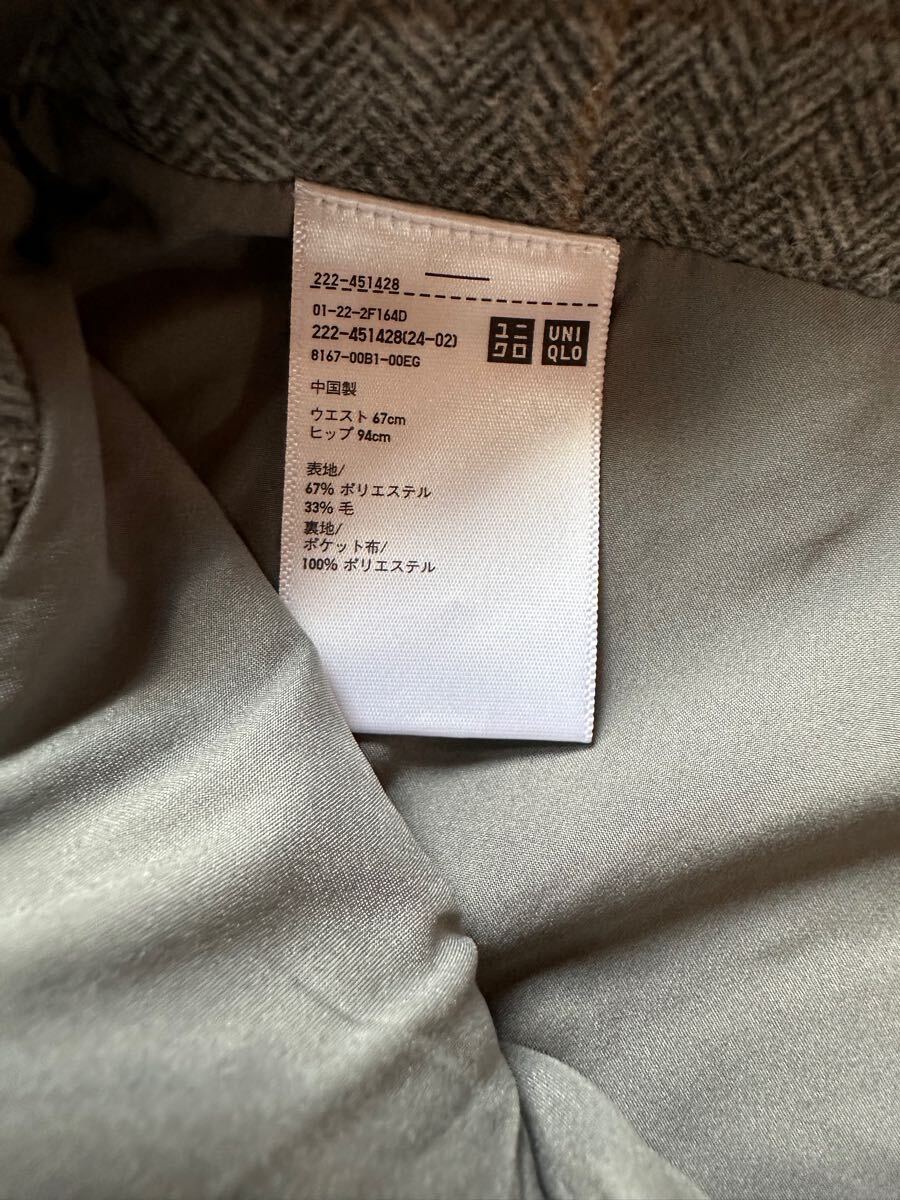 222-451428
01-22-2F164D
222-451428(24-02)
8167-00B1-00EG
ユニ
クロ
UNI
QLO
中国製
ウエスト 67cm
ヒップ 94cm
表地/
67% ポリエステル
33% 毛
裏地/
ポケット布/
100% ポリエステル